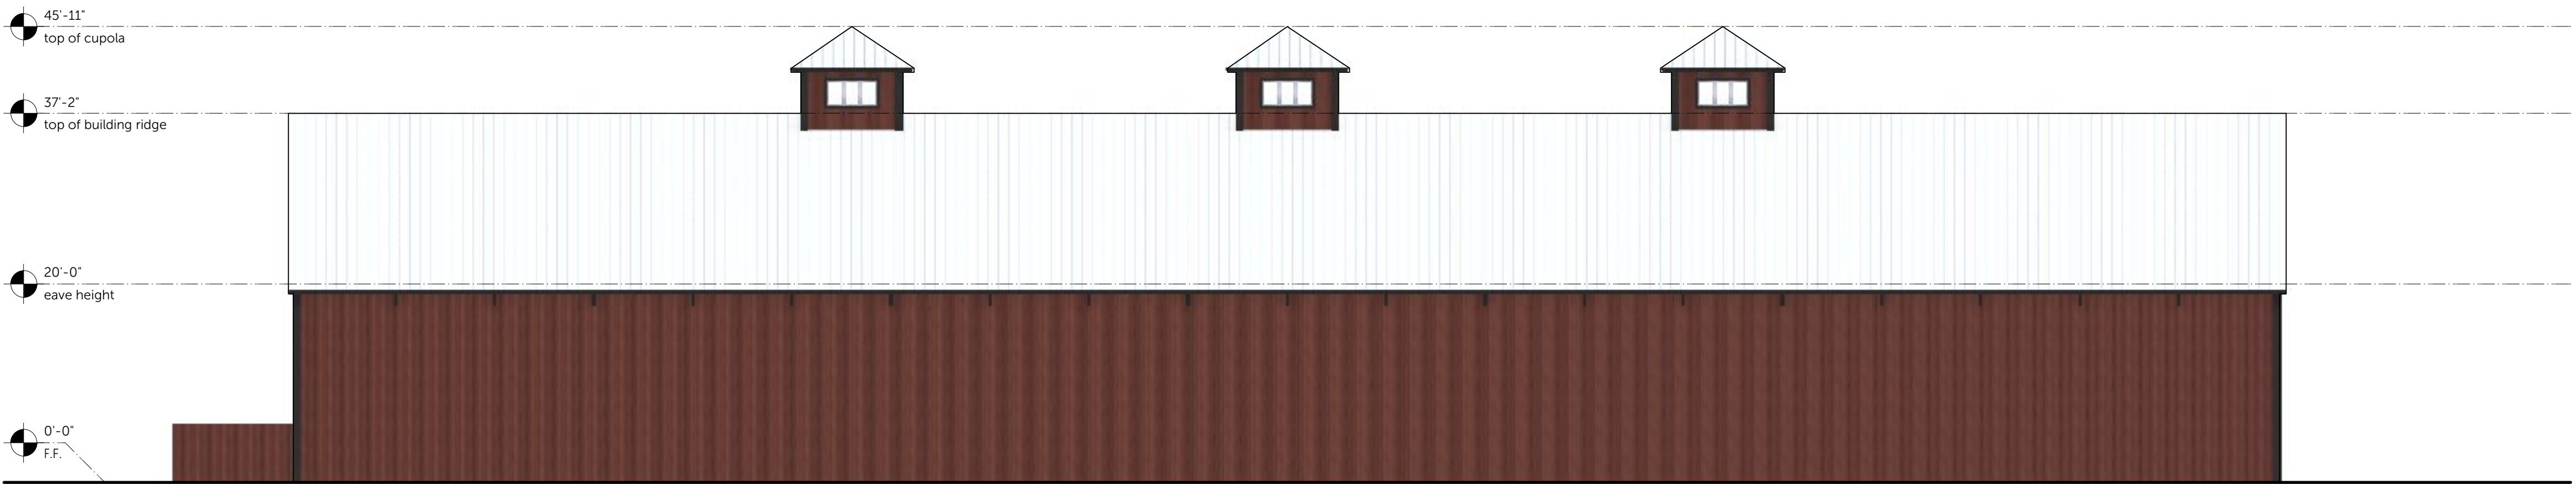 45'-11"
top of cupola
37'-2"
top of building ridge
20'-0"
eave height
0'-0"
F.F.